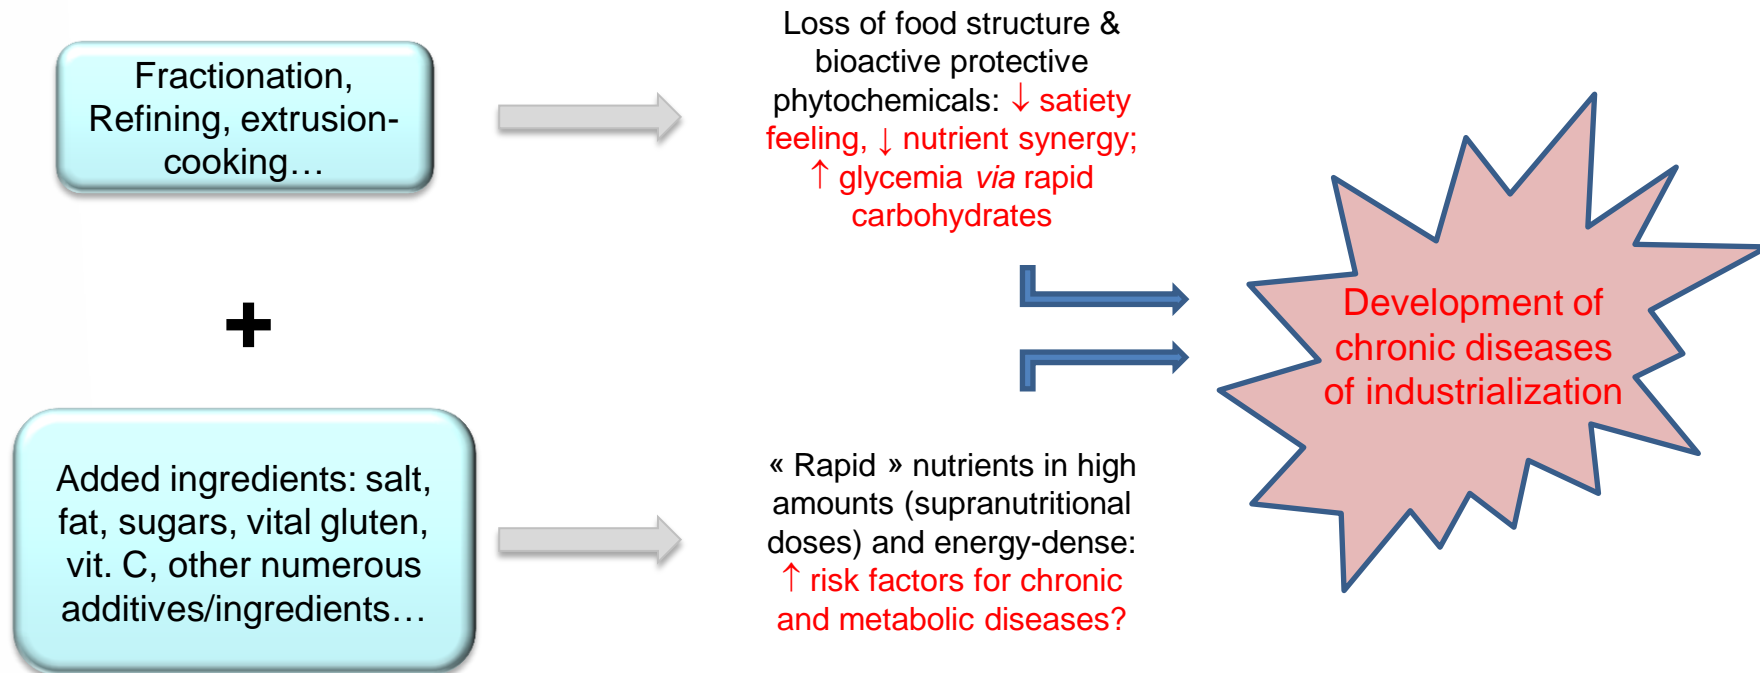 Fractionation,
Refining, extrusion-
cooking…
Loss of food structure &
bioactive protective
phytochemicals: ↓ satiety
feeling, ↓ nutrient synergy;
↑ glycemia via rapid
carbohydrates
+
Added ingredients: salt,
fat, sugars, vital gluten,
vit. C, other numerous
additives/ingredients…
« Rapid » nutrients in high
amounts (supranutritional
doses) and energy-dense:
↑ risk factors for chronic
and metabolic diseases?
Development of
chronic diseases
of industrialization